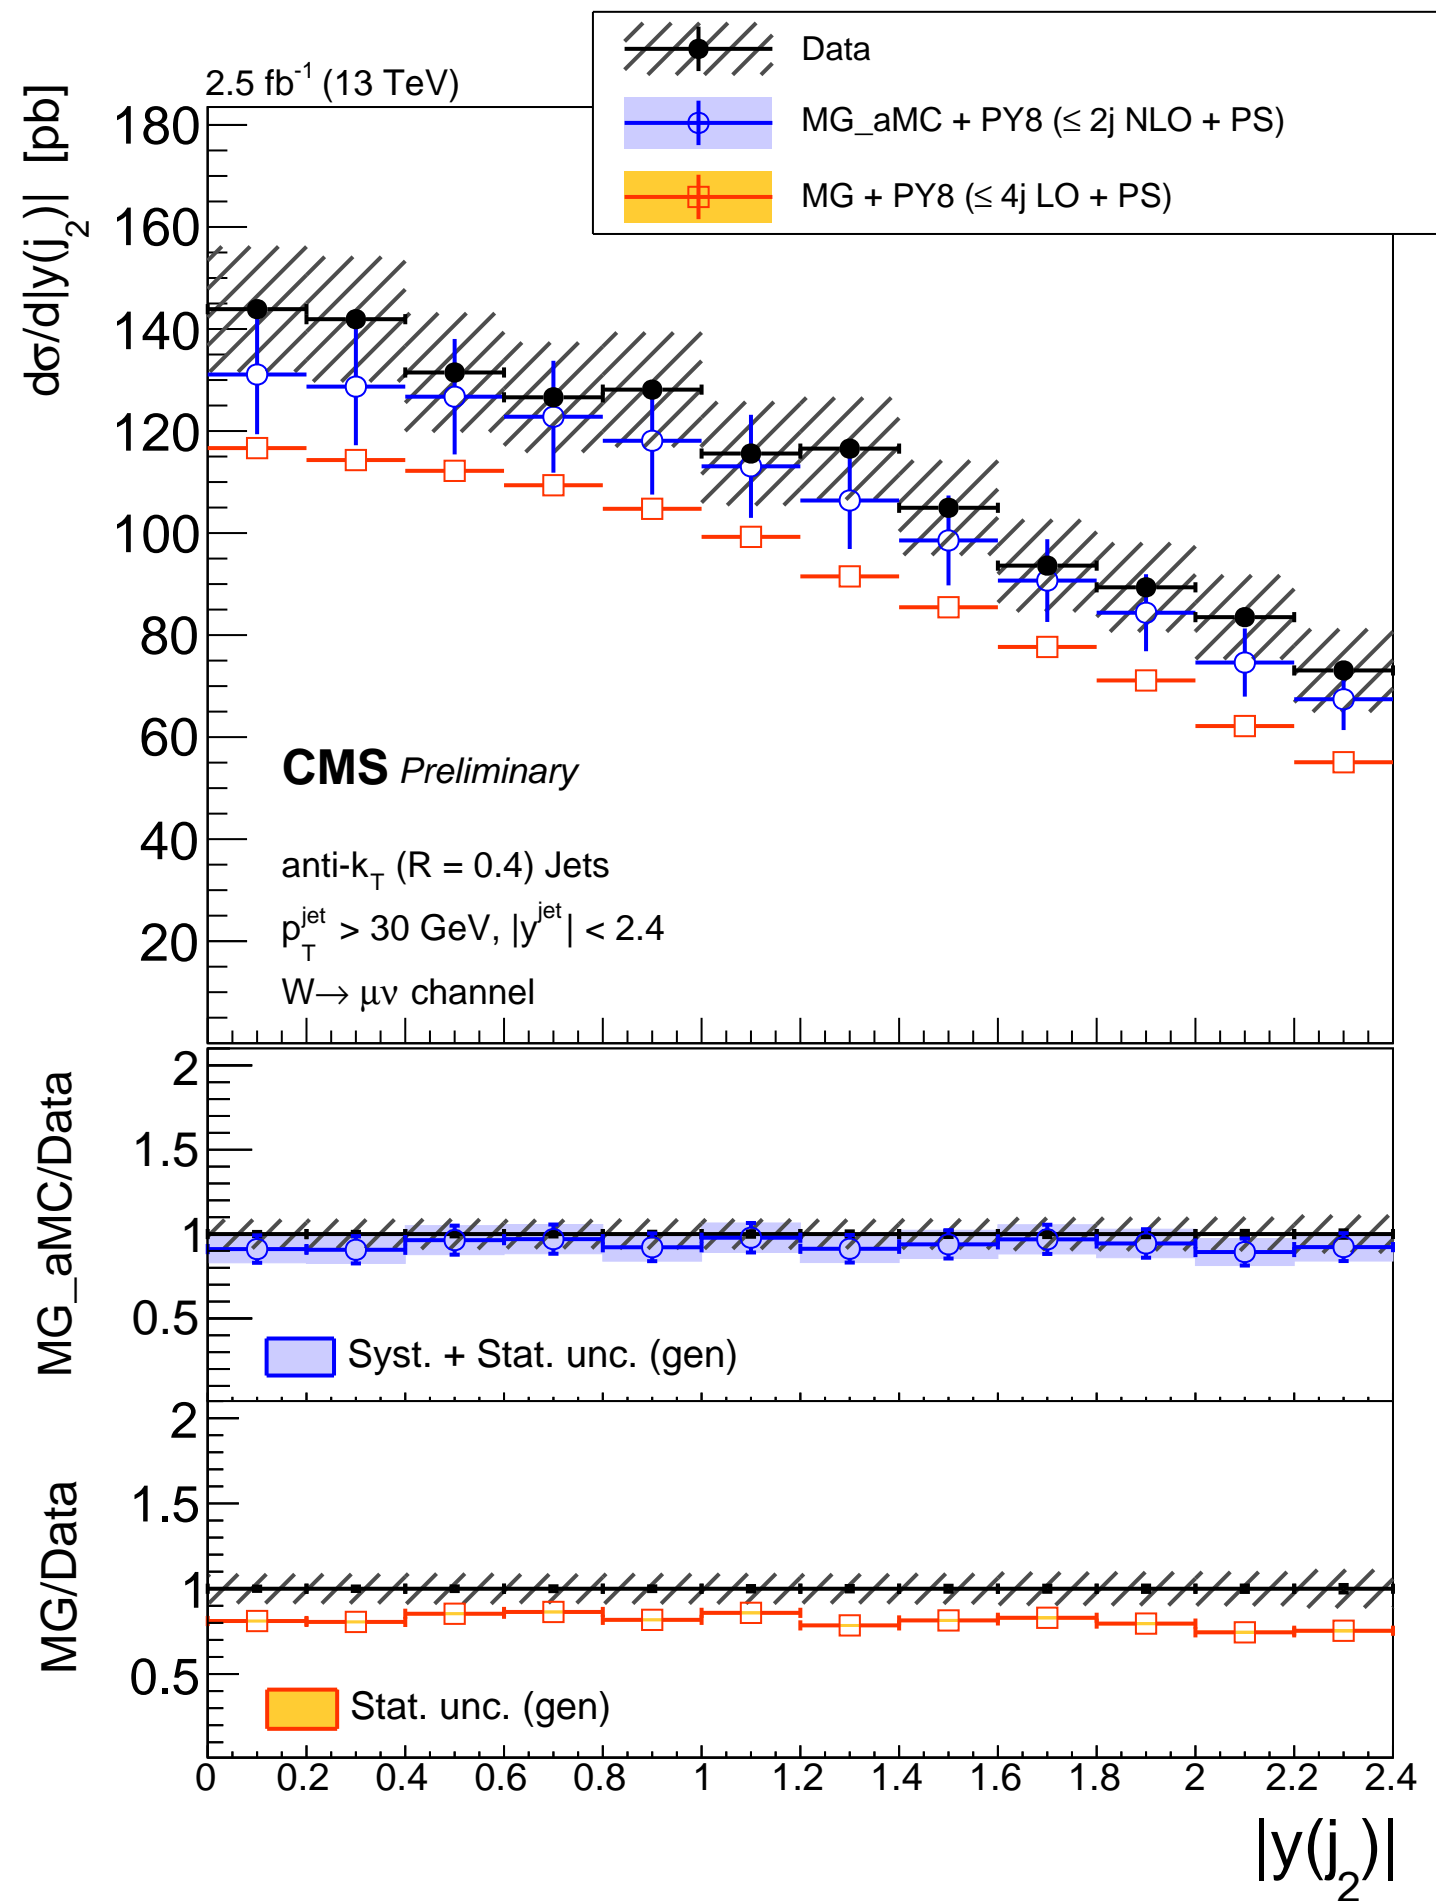 2.5 fb⁻¹ (13 TeV)
Data
MG_aMC + PY8 (≤ 2j NLO + PS)
MG + PY8 (≤ 4j LO + PS)
dσ/d|y(j₂)| [pb]
180
160
140
120
100
80
60
40
20
CMS Preliminary
anti-k_T (R = 0.4) Jets
p_T^jet > 30 GeV, |y^jet| < 2.4
W→ μν channel
MG_aMC/Data
2
1.5
1
0.5
Syst. + Stat. unc. (gen)
MG/Data
2
1.5
1
0.5
Stat. unc. (gen)
0 0.2 0.4 0.6 0.8 1 1.2 1.4 1.6 1.8 2 2.2 2.4
|y(j₂)|